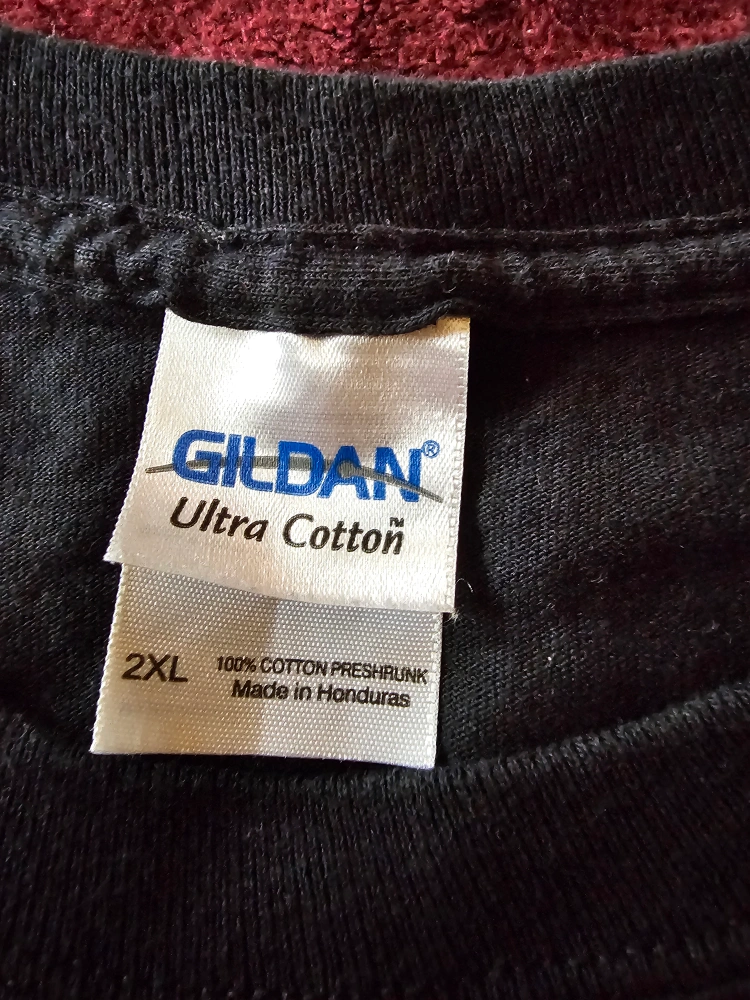 GILDAN®
Ultra Cotton™
2XL 100% COTTON PRESHRUNK
Made in Honduras